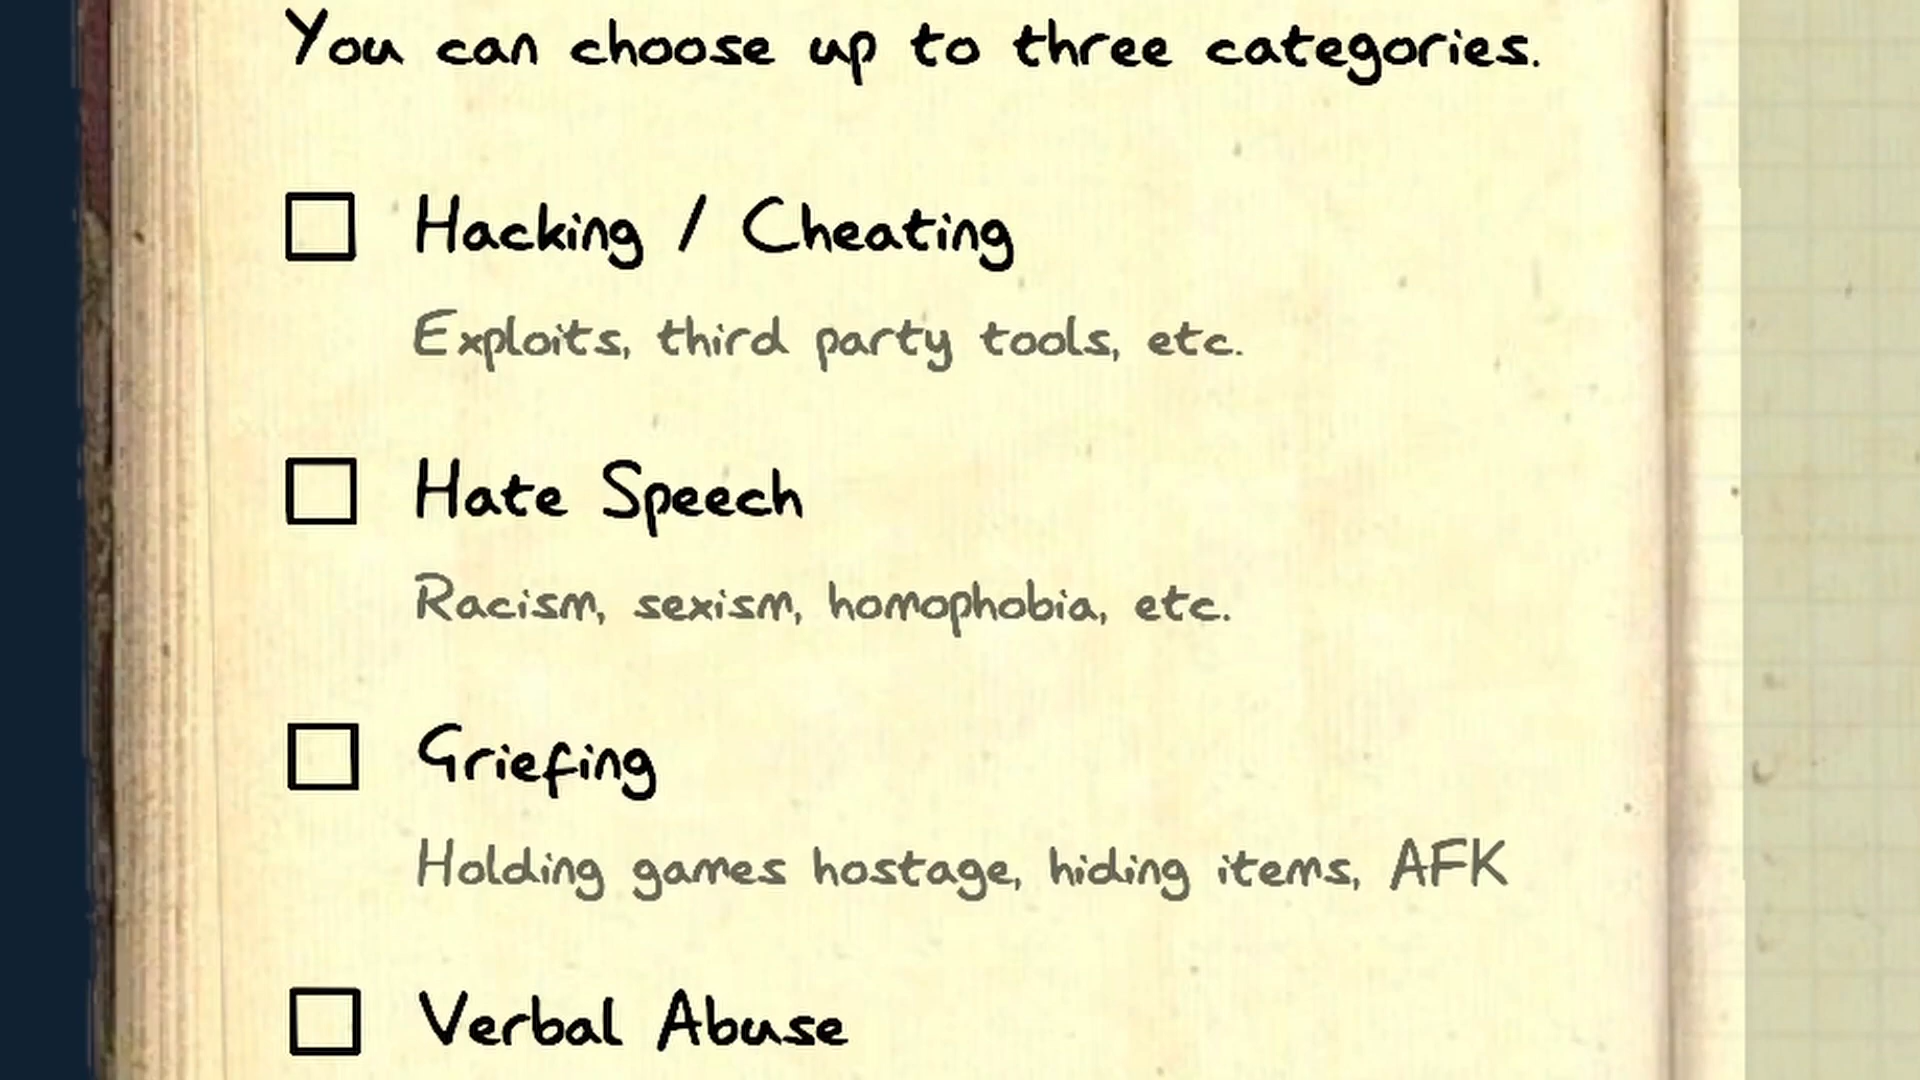 You can choose up to three categories.
Hacking / Cheating
Exploits, third party tools, etc.
Hate Speech
Racism, sexism, homophobia, etc.
Griefing
Holding games hostage, hiding items, AFK
Verbal Abuse